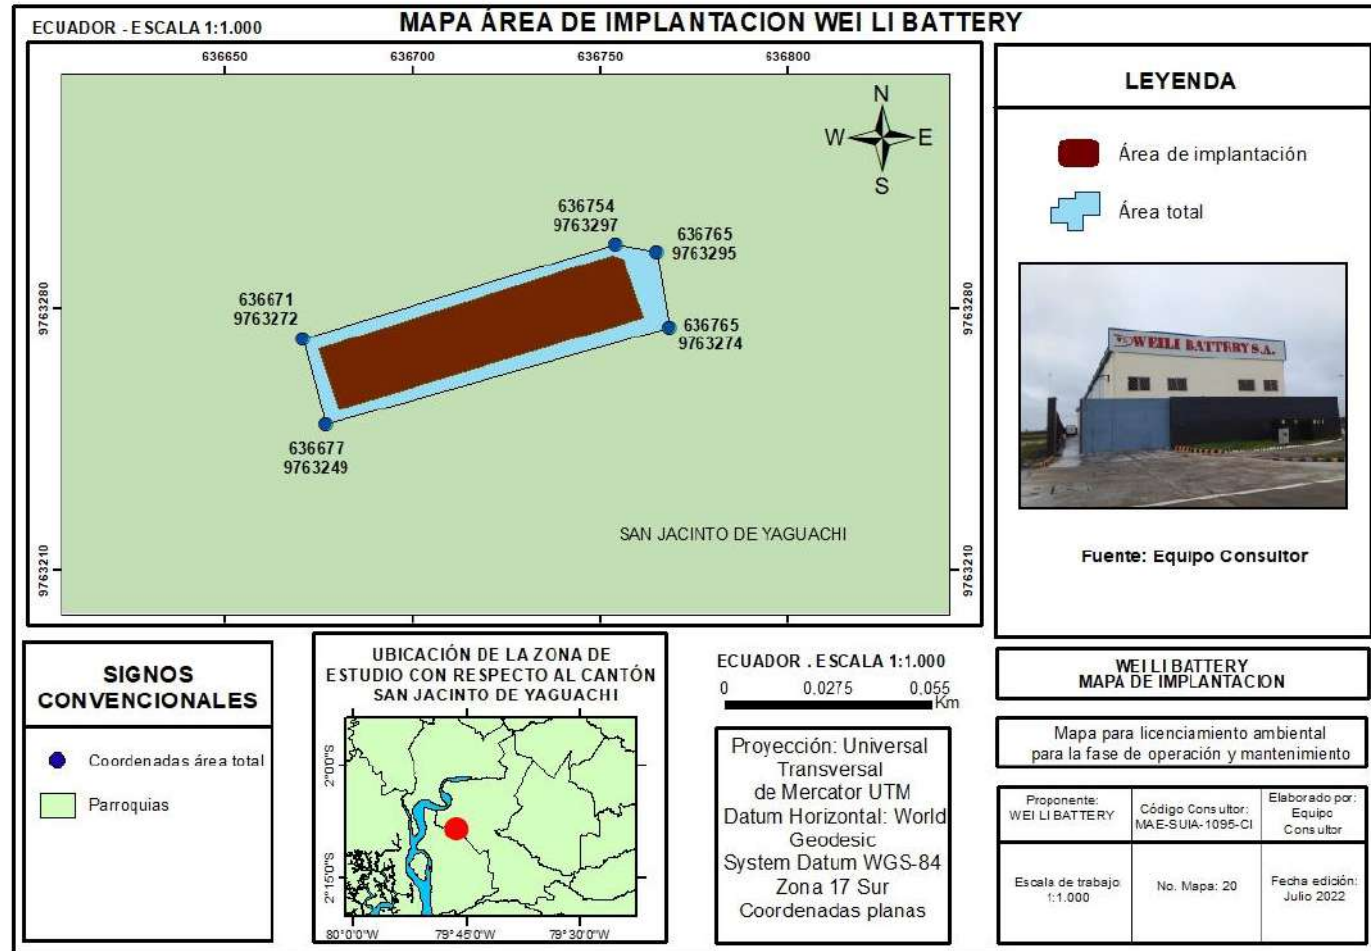 ECUADOR - ESCALA 1:1.000
MAPA ÁREA DE IMPLANTACION WEI LI BATTERY
636650
636700
636750
636800
N
W
E
S
636754
9763297
636765
9763295
636671
9763272
636765
9763274
636677
9763249
9763280
9763280
9763210
9763210
SAN JACINTO DE YAGUACHI
LEYENDA
Área de implantación
Área total
WEILI BATTERY S.A.
Fuente: Equipo Consultor
SIGNOS
CONVENCIONALES
Coordenadas área total
Parroquias
UBICACIÓN DE LA ZONA DE
ESTUDIO CON RESPECTO AL CANTÓN
SAN JACINTO DE YAGUACHI
2°0'0"S
2°15'0"S
80°0'0"W
79°45'0"W
79°30'0"W
ECUADOR . ESCALA 1:1.000
0
0.0275
0.055
Km
Proyección: Universal
Transversal
de Mercator UTM
Datum Horizontal: World
Geodesic
System Datum WGS-84
Zona 17 Sur
Coordenadas planas
WEI LI BATTERY
MAPA DE IMPLANTACION
Mapa para licenciamiento ambiental
para la fase de operación y mantenimiento
Proponente:
WEI LI BATTERY
Código Consultor:
MAE-SUIA-1095-CI
Elaborado por:
Equipo
Consultor
Escala de trabajo
1:1.000
No. Mapa: 20
Fecha edición:
Julio 2022